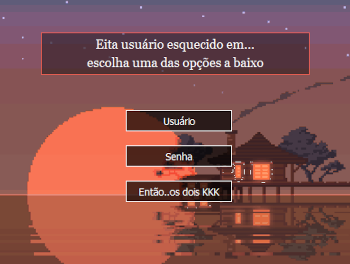 Eita usuário esquecido em...
escolha uma das opções a baixo
Usuário
Senha
Então..os dois KKK